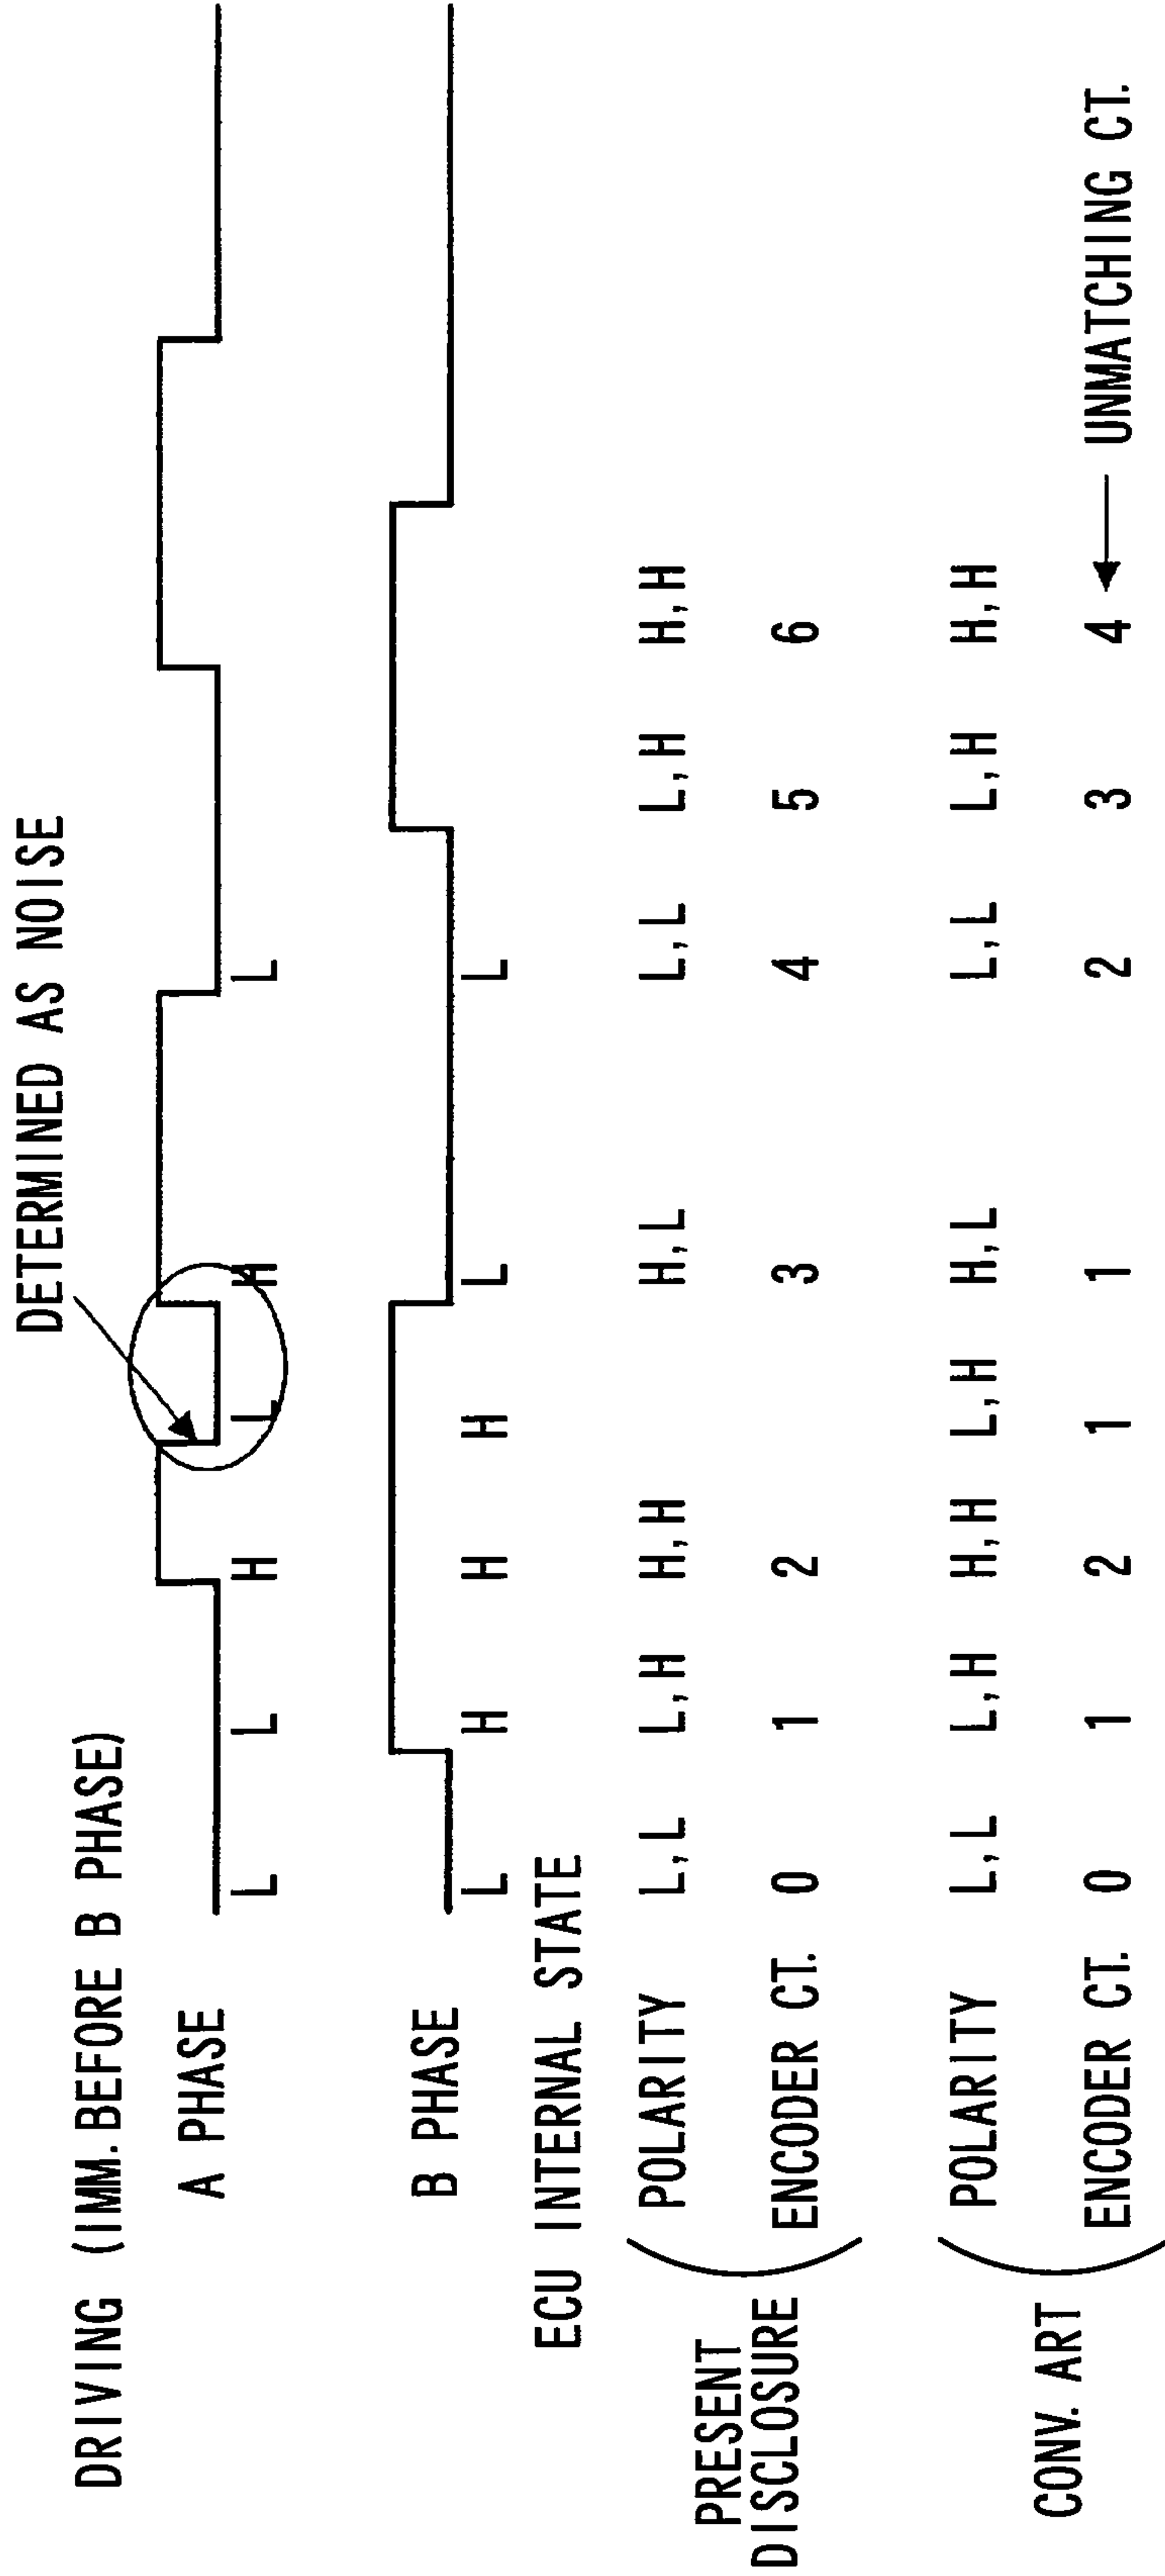 DETERMINED AS NOISE
DRIVING (IMM. BEFORE B PHASE)
A PHASE
L L H L H L
B PHASE
L H H H L L
ECU INTERNAL STATE
PRESENT
DISCLOSURE
POLARITY L,L L,H H,H H,L L,L L,H H,H
ENCODER CT. 0 1 2 3 4 5 6
CONV. ART
POLARITY L,L L,H H,H L,H H,L L,L L,H H,H
ENCODER CT. 0 1 2 1 1 2 3 4 UNMATCHING CT.